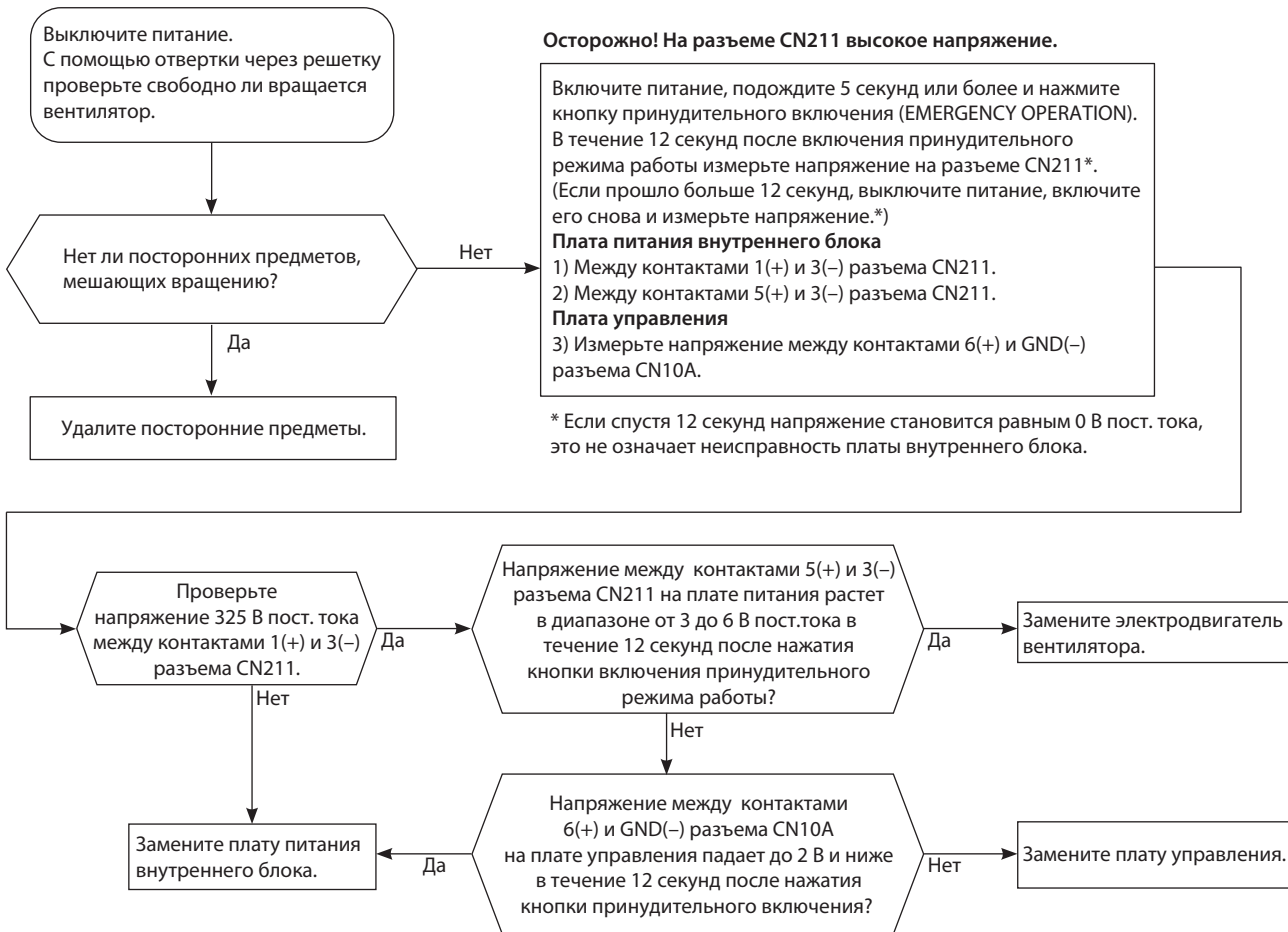 Выключите питание.
С помощью отвертки через решетку
проверьте свободно ли вращается
вентилятор.
Нет ли посторонних предметов,
мешающих вращению?
Нет
Да
Удалите посторонние предметы.
Осторожно! На разъеме CN211 высокое напряжение.
Включите питание, подождите 5 секунд или более и нажмите
кнопку принудительного включения (EMERGENCY OPERATION).
В течение 12 секунд после включения принудительного
режима работы измерьте напряжение на разъеме CN211*.
(Если прошло больше 12 секунд, выключите питание, включите
его снова и измерьте напряжение.*)
Плата питания внутреннего блока
1) Между контактами 1(+) и 3(–) разъема CN211.
2) Между контактами 5(+) и 3(–) разъема CN211.
Плата управления
3) Измерьте напряжение между контактами 6(+) и GND(–)
разъема CN10A.
* Если спустя 12 секунд напряжение становится равным 0 В пост. тока,
это не означает неисправность платы внутреннего блока.
Проверьте
напряжение 325 В пост. тока
между контактами 1(+) и 3(–)
разъема CN211.
Да
Нет
Напряжение между контактами 5(+) и 3(–)
разъема CN211 на плате питания растет
в диапазоне от 3 до 6 В пост.тока в
течение 12 секунд после нажатия
кнопки включения принудительного
режима работы?
Да
Нет
Замените электродвигатель
вентилятора.
Замените плату питания
внутреннего блока.
Да
Напряжение между контактами
6(+) и GND(–) разъема CN10A
на плате управления падает до 2 В и ниже
в течение 12 секунд после нажатия
кнопки принудительного включения?
Нет
Замените плату управления.